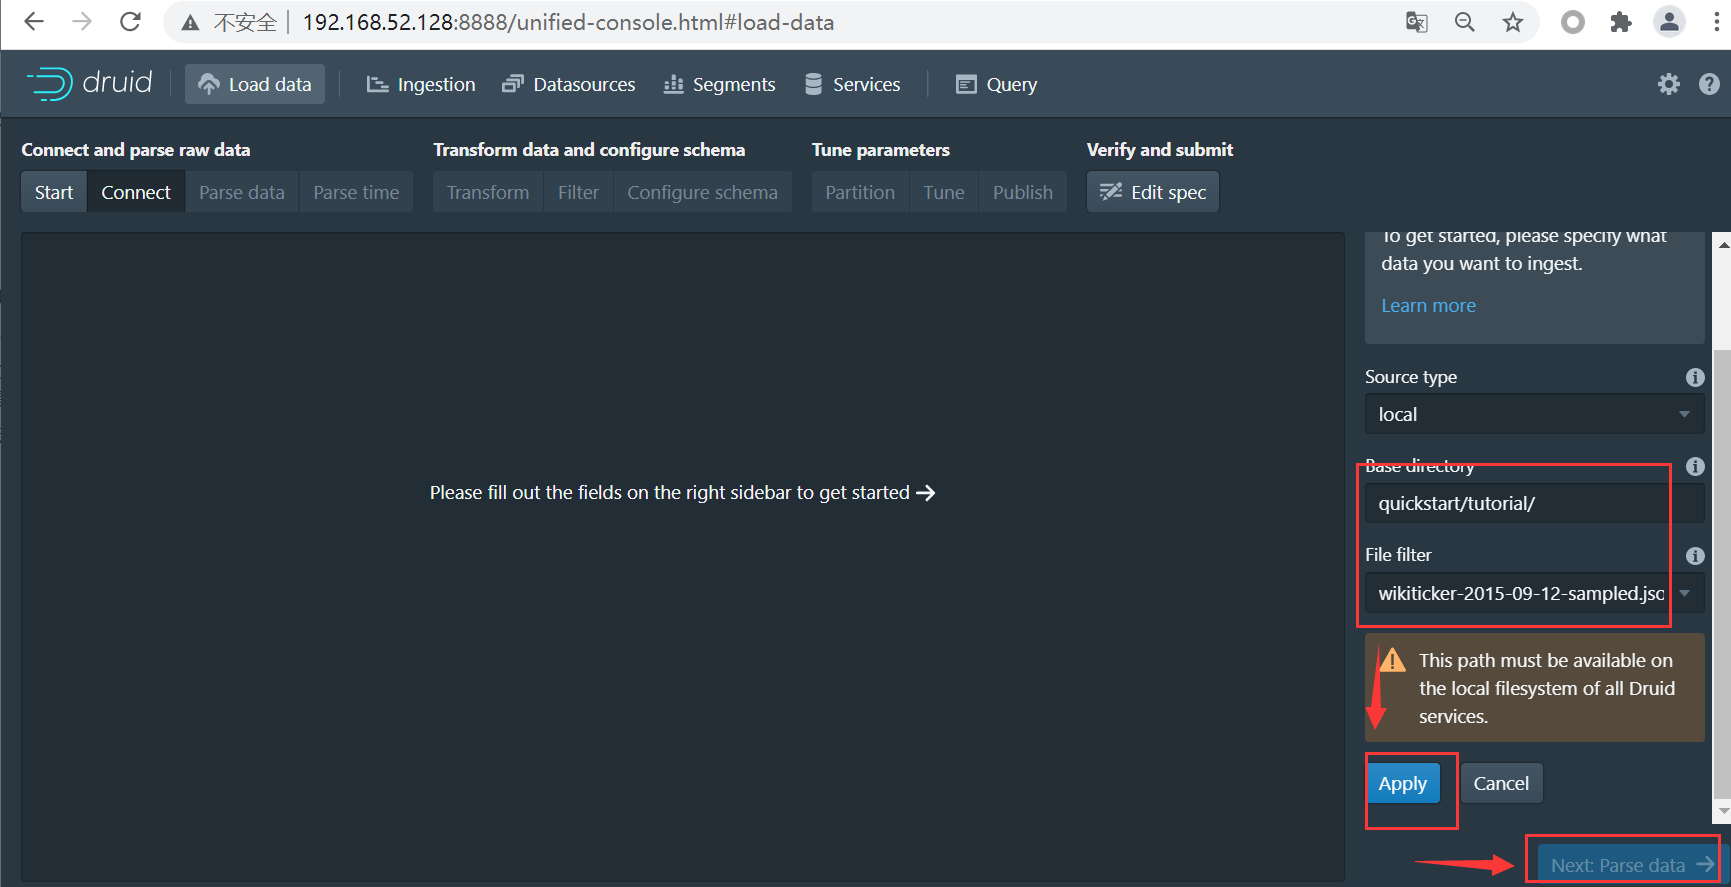 不安全 192.168.52.128:8888/unified-console.html#load-data
druid Load data Ingestion Datasources Segments Services Query
Connect and parse raw data Transform data and configure schema Tune parameters Verify and submit
Start Connect Parse data Parse time Transform Filter Configure schema Partition Tune Publish Edit spec
Please fill out the fields on the right sidebar to get started
To get started, please specify what
data you want to ingest.
Learn more
Source type
local
Base directory
quickstart/tutorial/
File filter
wikiticker-2015-09-12-sampled.jso
This path must be available on
the local filesystem of all Druid
services.
Apply Cancel
Next: Parse data